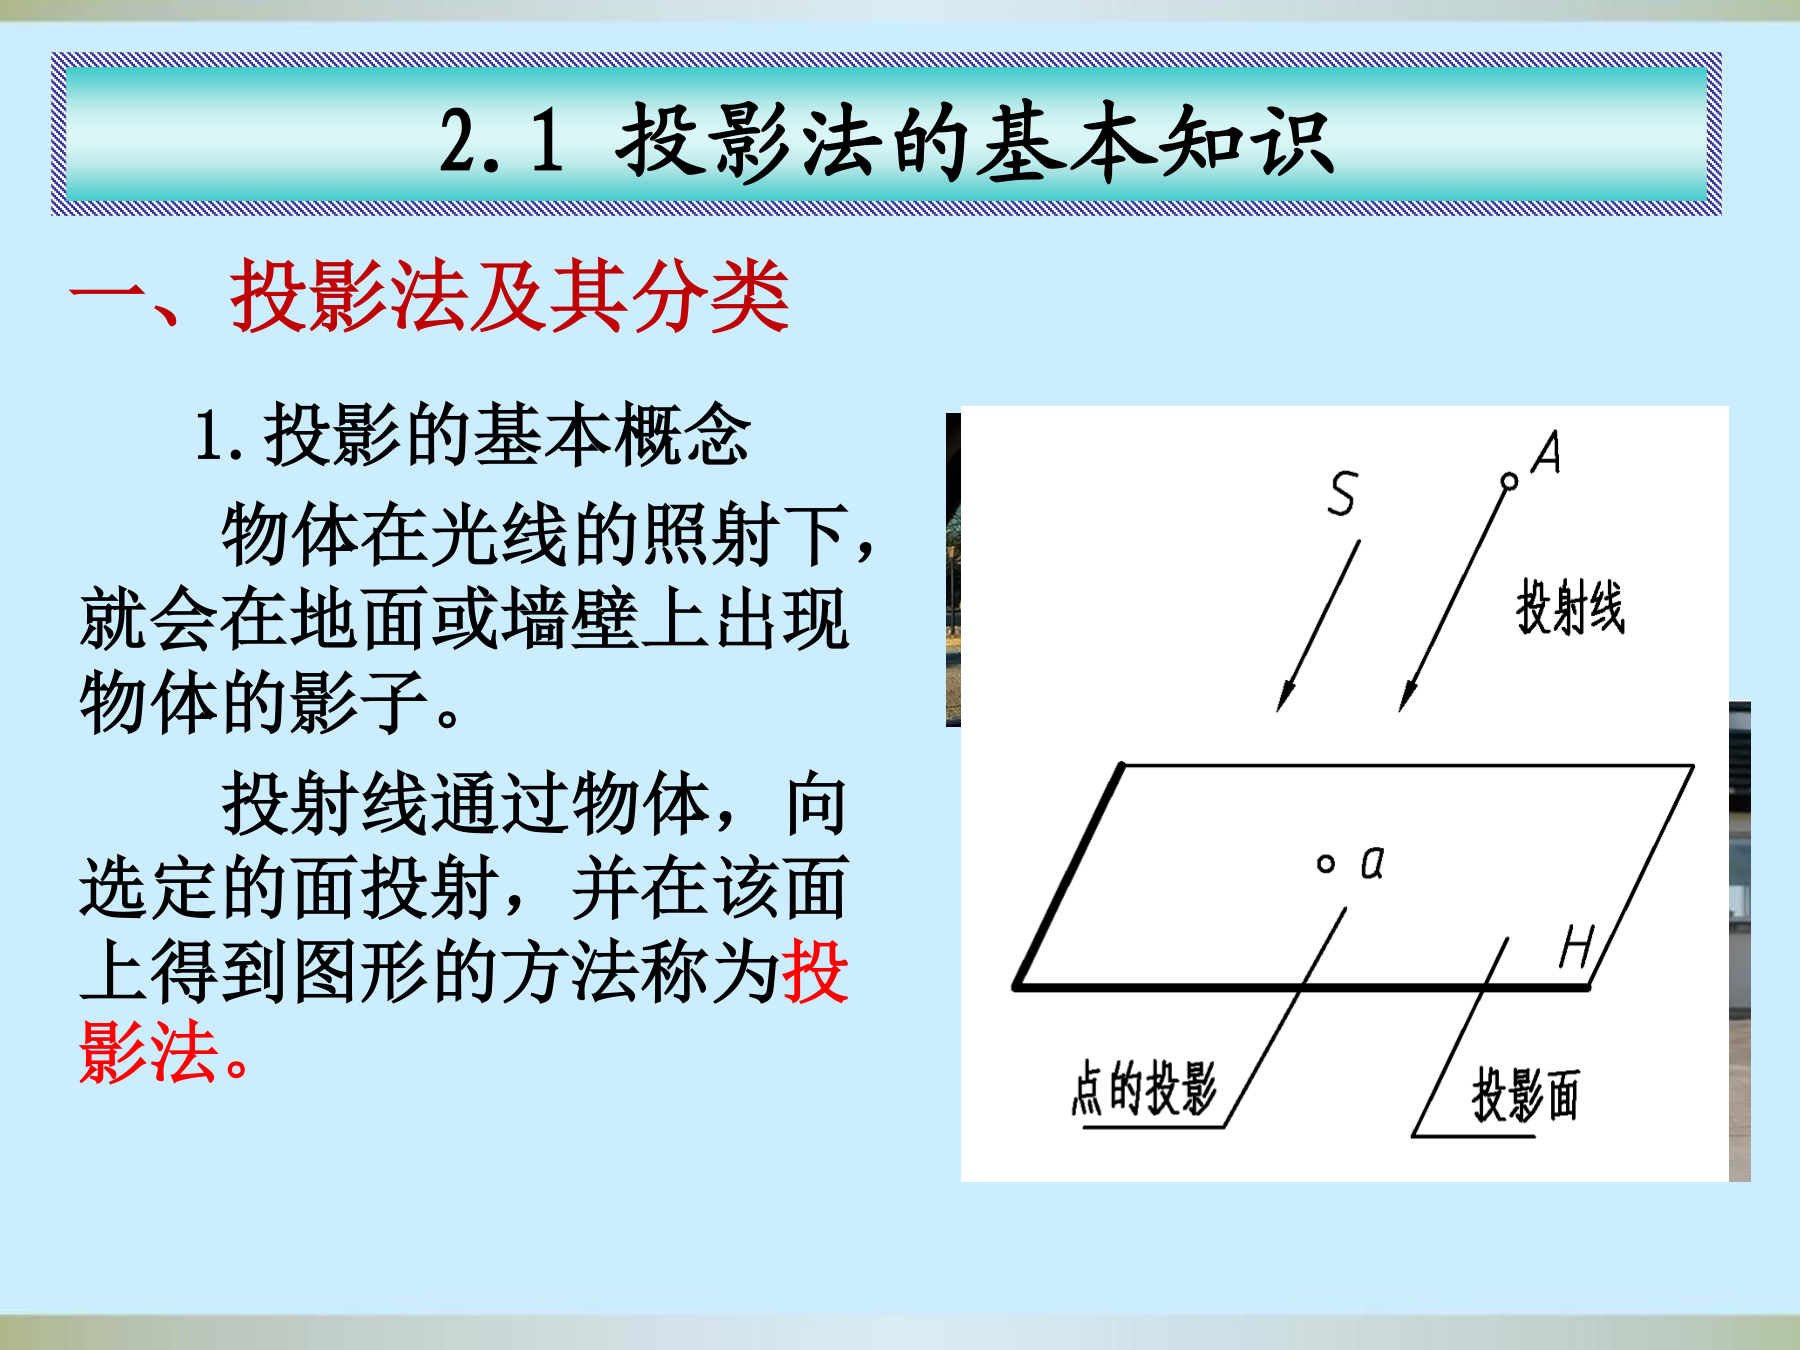 2.1 投影法的基本知识
一、投影法及其分类
1.投影的基本概念
物体在光线的照射下，
就会在地面或墙壁上出现
物体的影子。
投射线通过物体，向
选定的面投射，并在该面
上得到图形的方法称为投
影法。
A
S
投射线
a
H
点的投影
投影面